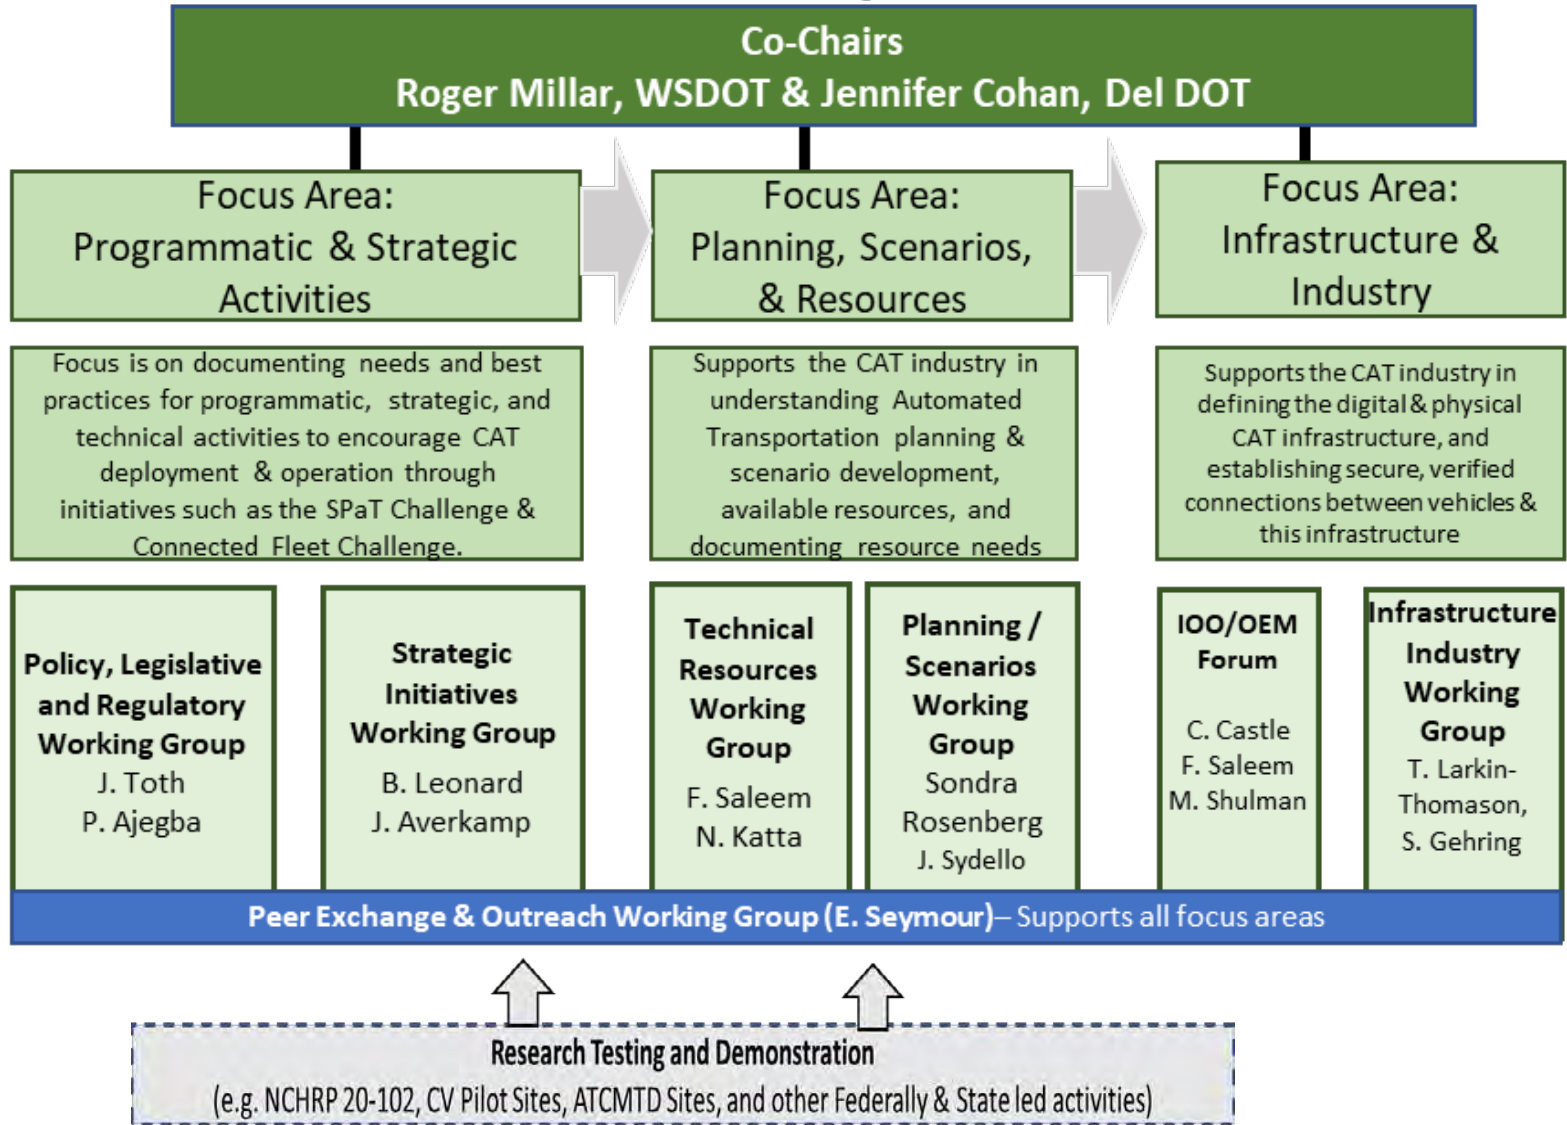 Co-Chairs
Roger Millar, WSDOT & Jennifer Cohan, Del DOT
Focus Area:
Programmatic & Strategic
Activities
Focus Area:
Planning, Scenarios,
& Resources
Focus Area:
Infrastructure &
Industry
Focus is on documenting needs and best
practices for programmatic, strategic, and
technical activities to encourage CAT
deployment & operation through
initiatives such as the SPaT Challenge &
Connected Fleet Challenge.
Supports the CAT industry in
understanding Automated
Transportation planning &
scenario development,
available resources, and
documenting resource needs
Supports the CAT industry in
defining the digital & physical
CAT infrastructure, and
establishing secure, verified
connections between vehicles &
this infrastructure
Policy, Legislative
and Regulatory
Working Group
J. Toth
P. Ajegba
Strategic
Initiatives
Working Group
B. Leonard
J. Averkamp
Technical
Resources
Working
Group
F. Saleem
N. Katta
Planning /
Scenarios
Working
Group
Sondra
Rosenberg
J. Sydello
IOO/OEM
Forum
C. Castle
F. Saleem
M. Shulman
Infrastructure
Industry
Working
Group
T. Larkin-
Thomason,
S. Gehring
Peer Exchange & Outreach Working Group (E. Seymour)– Supports all focus areas
Research Testing and Demonstration
(e.g. NCHRP 20-102, CV Pilot Sites, ATCMTD Sites, and other Federally & State led activities)